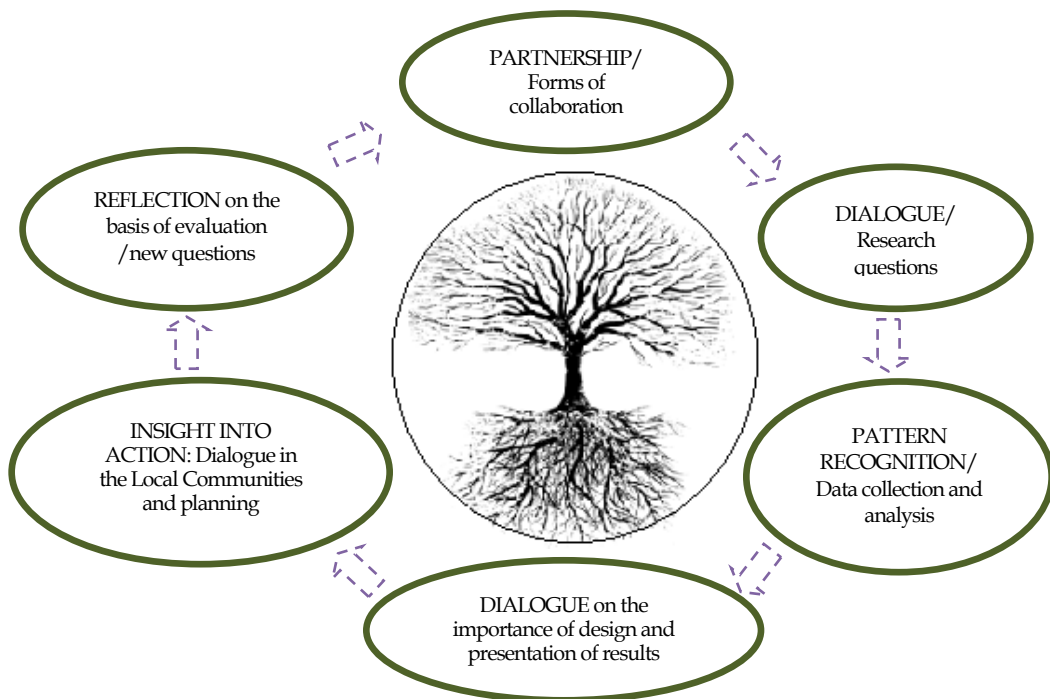 PARTNERSHIP/
Forms of
collaboration
DIALOGUE/
Research
questions
PATTERN
RECOGNITION/
Data collection and
analysis
DIALOGUE on the
importance of design and
presentation of results
INSIGHT INTO
ACTION: Dialogue in
the Local Communities
and planning
REFLECTION on the
basis of evaluation
/new questions